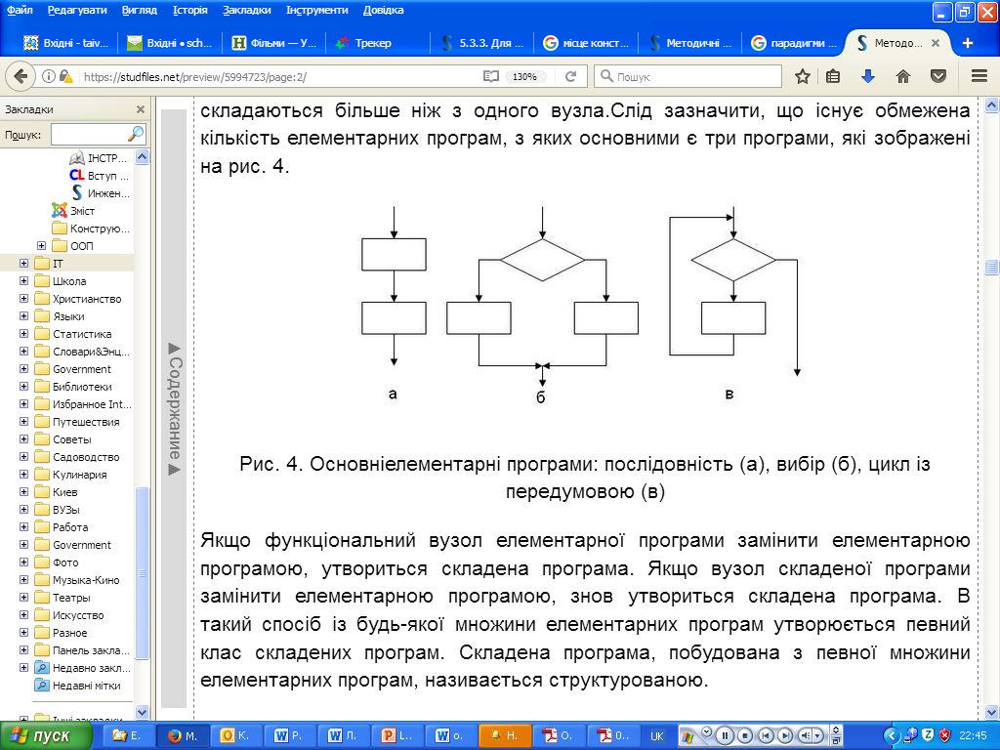 Файл Редагувати Вигляд Історія Закладки Інструменти Довідка
Вхідні - taiv... Вхідні • sch... Фільми — У... Трекер 5.3.3. Для ... місце конст... Методичні ... парадигми ... Методо...
https://studfiles.net/preview/5994723/page:2/ 130% Пошук
Закладки
Пошук:
ІНСТР...
Вступ ...
Инжен...
Зміст
Конструю...
ООП
IT
Школа
Христианство
Языки
Статистика
Словари&Энц...
Government
Библиотеки
Избранное Int...
Путешествия
Советы
Садоводство
Кулинария
Киев
ВУЗы
Работа
Government
Фото
Музыка-Кино
Театры
Искусство
Разное
Панель закла...
Недавно закл...
Недавні мітки
Інші закладки
Содержание
складаються більше ніж з одного вузла.Слід зазначити, що існує обмежена
кількість елементарних програм, з яких основними є три програми, які зображені
на рис. 4.
а б в
Рис. 4. Основніелементарні програми: послідовність (а), вибір (б), цикл із
передумовою (в)
Якщо функціональний вузол елементарної програми замінити елементарною
програмою, утвориться складена програма. Якщо вузол складеної програми
замінити елементарною програмою, знов утвориться складена програма. В
такий спосіб із будь-якої множини елементарних програм утворюється певний
клас складених програм. Складена програма, побудована з певної множини
елементарних програм, називається структурованою.
пуск Е. М. К. Р. Л. L.. о. Н. О. 0.. UK 22:45